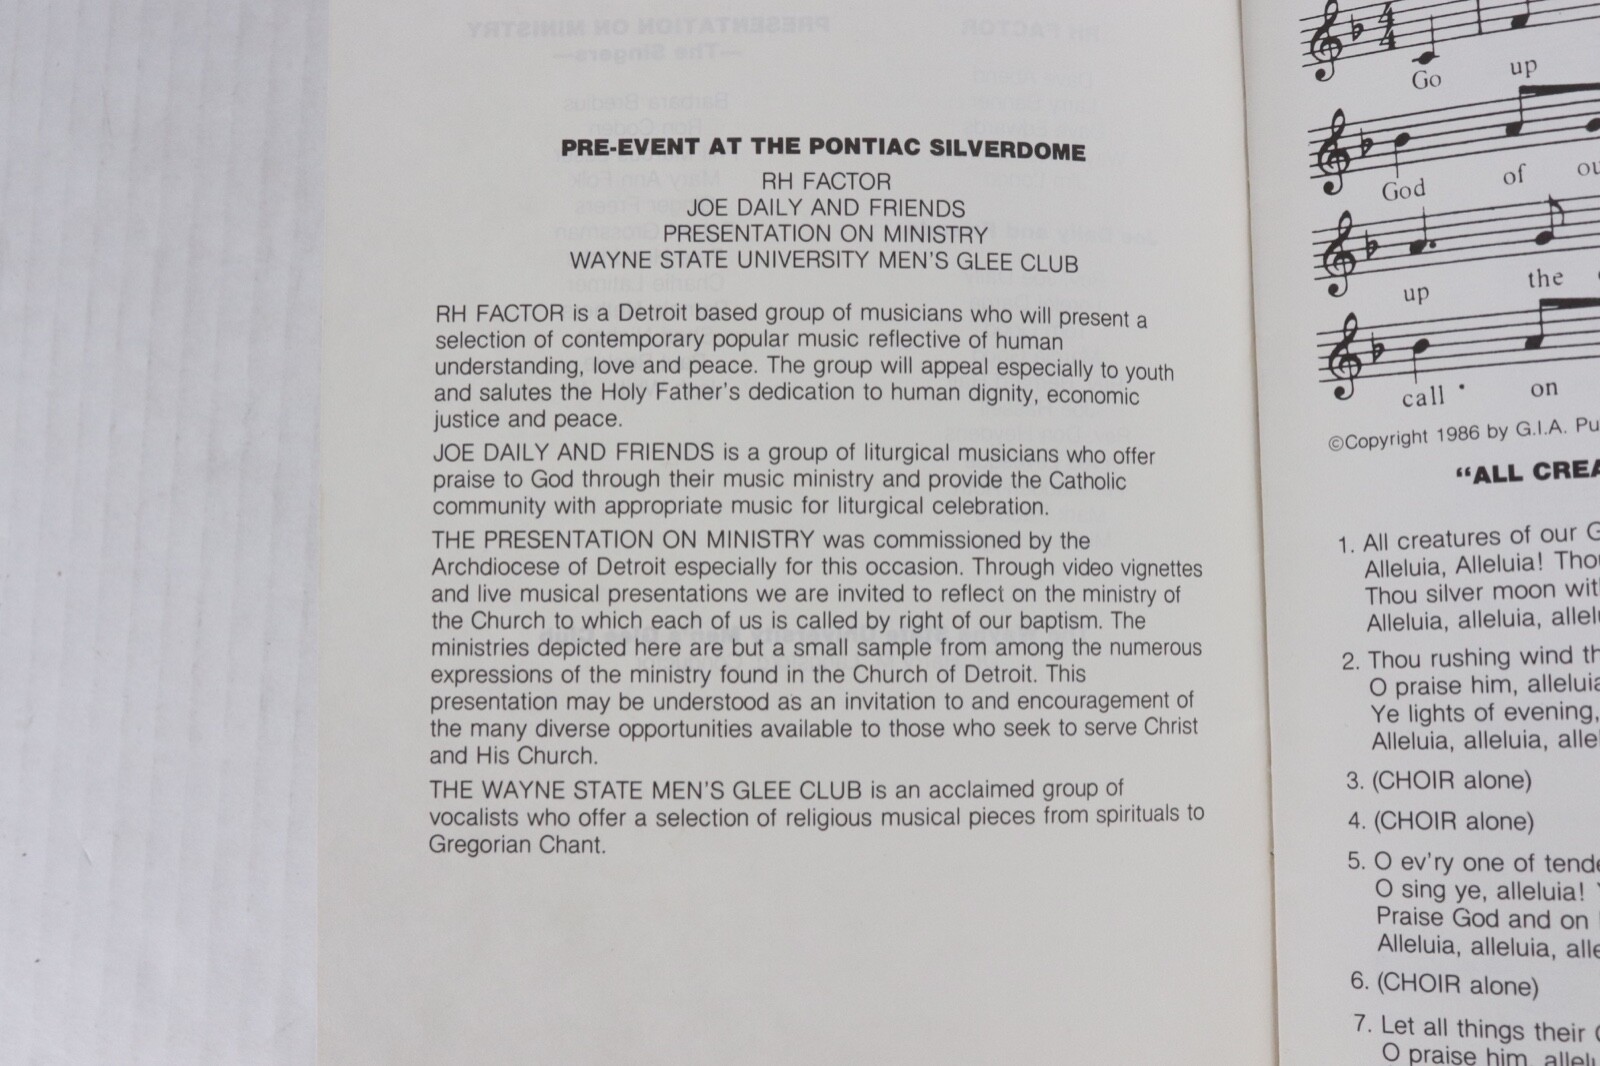 PRE-EVENT AT THE PONTIAC SILVERDOME
RH FACTOR
JOE DAILY AND FRIENDS
PRESENTATION ON MINISTRY
WAYNE STATE UNIVERSITY MEN'S GLEE CLUB
RH FACTOR is a Detroit based group of musicians who will present a
selection of contemporary popular music reflective of human
understanding, love and peace. The group will appeal especially to youth
and salutes the Holy Father's dedication to human dignity, economic
justice and peace.
JOE DAILY AND FRIENDS is a group of liturgical musicians who offer
praise to God through their music ministry and provide the Catholic
community with appropriate music for liturgical celebration.
THE PRESENTATION ON MINISTRY was commissioned by the
Archdiocese of Detroit especially for this occasion. Through video vignettes
and live musical presentations we are invited to reflect on the ministry of
the Church to which each of us is called by right of our baptism. The
ministries depicted here are but a small sample from among the numerous
expressions of the ministry found in the Church of Detroit. This
presentation may be understood as an invitation to and encouragement of
the many diverse opportunities available to those who seek to serve Christ
and His Church.
THE WAYNE STATE MEN'S GLEE CLUB is an acclaimed group of
vocalists who offer a selection of religious musical pieces from spirituals to
Gregorian Chant.
Go up
God of
up the
call on
©Copyright 1986 by G.I.A.
"ALL
1. All creatures of our
Alleluia, Alleluia!
Thou silver moon
Alleluia, alleluia,
2. Thou rushing wind
O praise him,
Ye lights of evening,
Alleluia, alleluia,
3. (CHOIR alone)
4. (CHOIR alone)
5. O ev'ry one of
O sing ye, alleluia!
Praise God and on
Alleluia, alleluia,
6. (CHOIR alone)
7. Let all things their
O praise him,